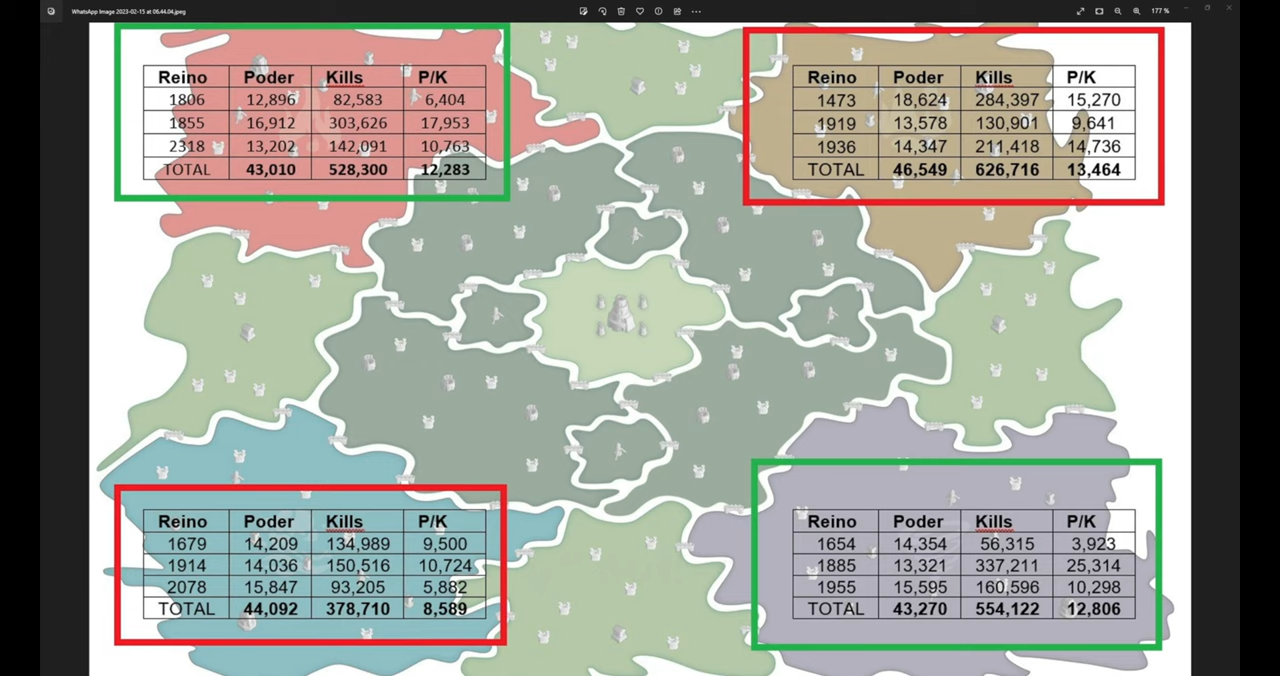 WhatsApp Image 2023-02-15 at 06.44.04.jpeg
177 %
Reino Poder Kills P/K
1806 12,896 82,583 6,404
1855 16,912 303,626 17,953
2318 13,202 142,091 10,763
TOTAL 43,010 528,300 12,283
Reino Poder Kills P/K
1473 18,624 284,397 15,270
1919 13,578 130,901 9,641
1936 14,347 211,418 14,736
TOTAL 46,549 626,716 13,464
Reino Poder Kills P/K
1679 14,209 134,989 9,500
1914 14,036 150,516 10,724
2078 15,847 93,205 5,882
TOTAL 44,092 378,710 8,589
Reino Poder Kills P/K
1654 14,354 56,315 3,923
1885 13,321 337,211 25,314
1955 15,595 160,596 10,298
TOTAL 43,270 554,122 12,806